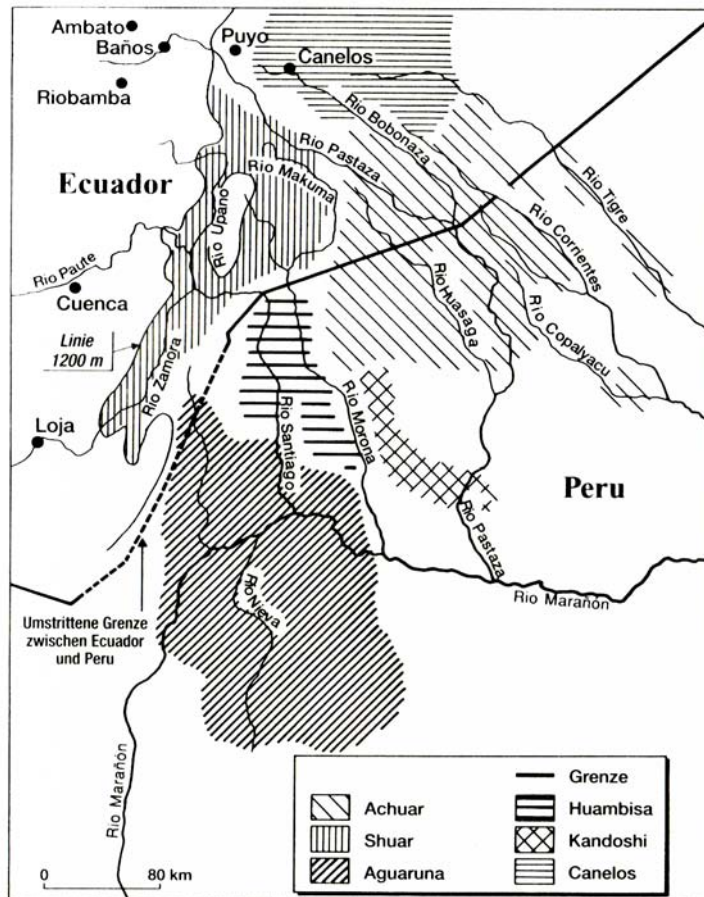 Ambato
Baños
Puyo
Canelos
Riobamba
Rio Bobonaza
Rio Pastaza
Rio Makuma
Rio Tigre
Ecuador
Rio Upano
Rio Corrientes
Rio Paute
Cuenca
Rio Huasaga
Rio Copalyacu
Linie
1200 m
Rio Zamora
Loja
Rio Santiago
Rio Morona
Peru
Rio Pastaza
Rio Marañón
Umstrittene Grenze
zwischen Ecuador
und Peru
Rio Nieva
Rio Marañón
0 80 km
Grenze
Achuar
Huambisa
Shuar
Kandoshi
Aguaruna
Canelos